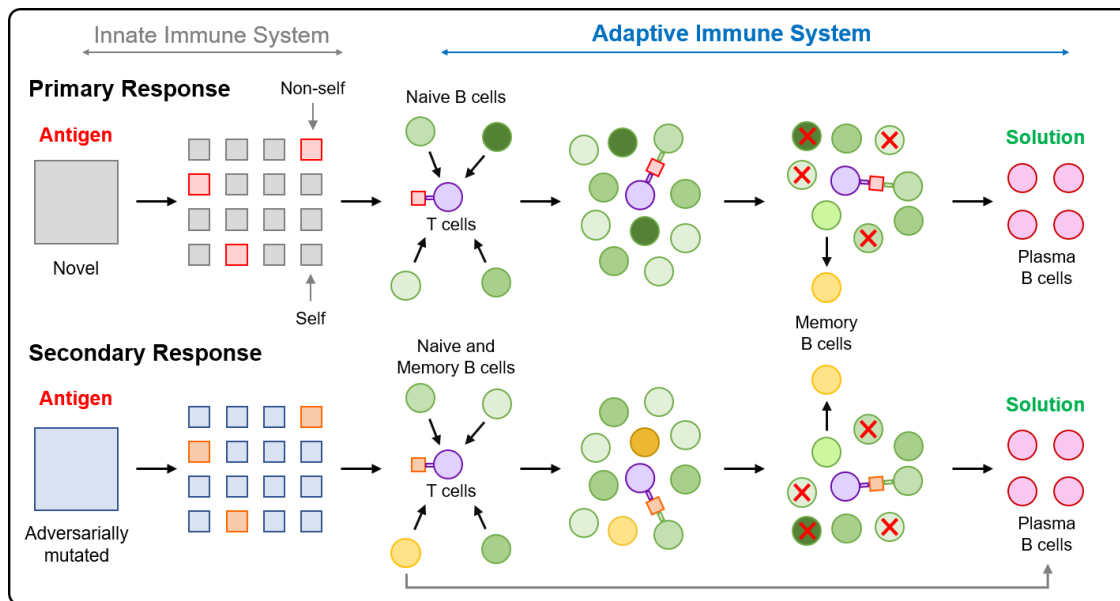 Innate Immune System
Adaptive Immune System
Primary Response
Non-self
Antigen
Novel
Self
Naive B cells
T cells
Solution
Plasma
B cells
Memory
B cells
Secondary Response
Antigen
Adversarially
mutated
Naive and
Memory B cells
T cells
Solution
Plasma
B cells